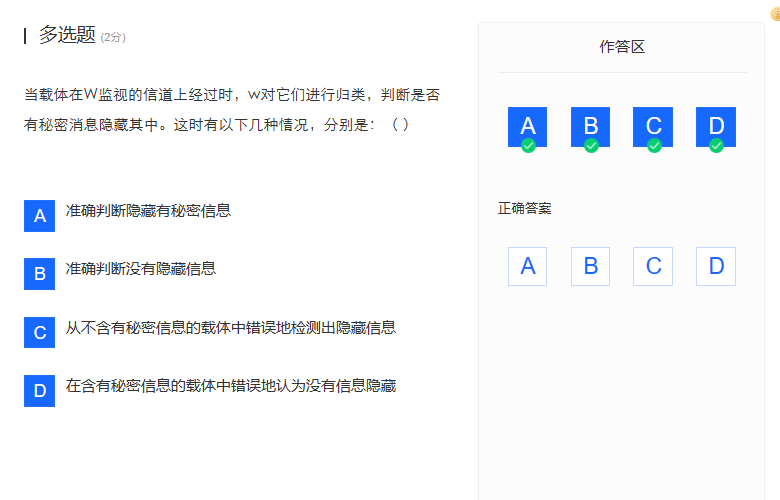 多选题 (2分)
当载体在W监视的信道上经过时，w对它们进行归类，判断是否
有秘密消息隐藏其中。这时有以下几种情况，分别是：（ ）
A 准确判断隐藏有秘密信息
B 准确判断没有隐藏信息
C 从不含有秘密信息的载体中错误地检测出隐藏信息
D 在含有秘密信息的载体中错误地认为没有信息隐藏
作答区
A B C D
正确答案
A B C D